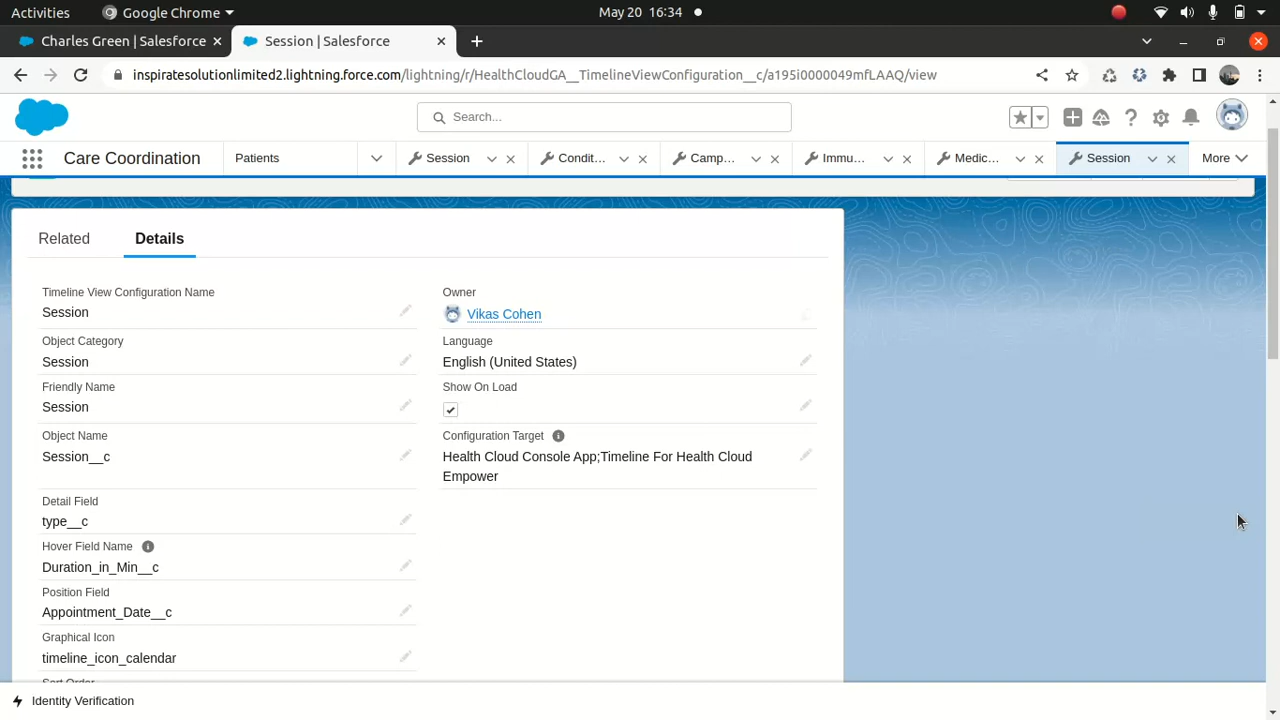 Activities
Google Chrome
May 20 16:34
Charles Green | Salesforce
Session | Salesforce
inspiratesolutionlimited2.lightning.force.com/lightning/r/HealthCloudGA__TimelineViewConfiguration__c/a195i0000049mfLAAQ/view
Search...
Care Coordination
Patients
Session
Condit...
Camp...
Immu...
Medic...
Session
More
Related
Details
Timeline View Configuration Name
Session
Owner
Vikas Cohen
Object Category
Session
Language
English (United States)
Friendly Name
Session
Show On Load
Object Name
Session__c
Configuration Target
Health Cloud Console App;Timeline For Health Cloud
Empower
Detail Field
type__c
Hover Field Name
Duration_in_Min__c
Position Field
Appointment_Date__c
Graphical Icon
timeline_icon_calendar
Sort Order
Identity Verification